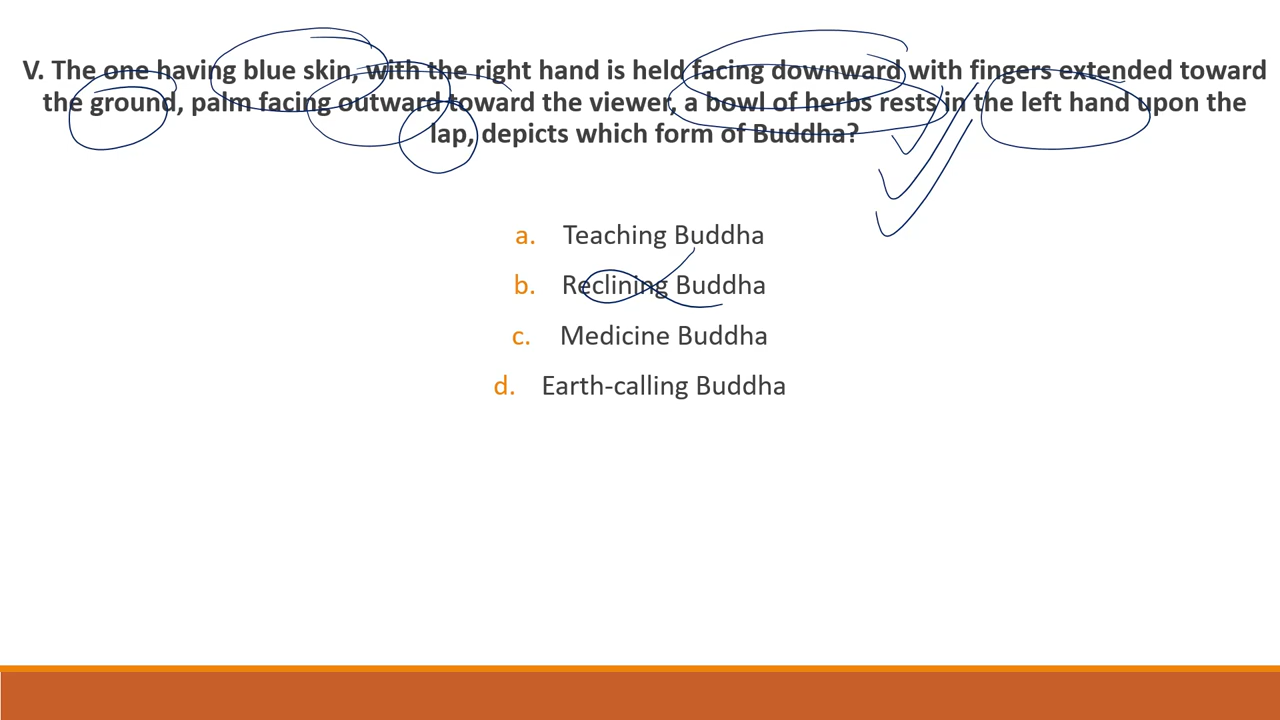 V. The one having blue skin, with the right hand is held facing downward with fingers extended toward
the ground, palm facing outward toward the viewer, a bowl of herbs rests in the left hand upon the
lap, depicts which form of Buddha?
a. Teaching Buddha
b. Reclining Buddha
c. Medicine Buddha
d. Earth-calling Buddha